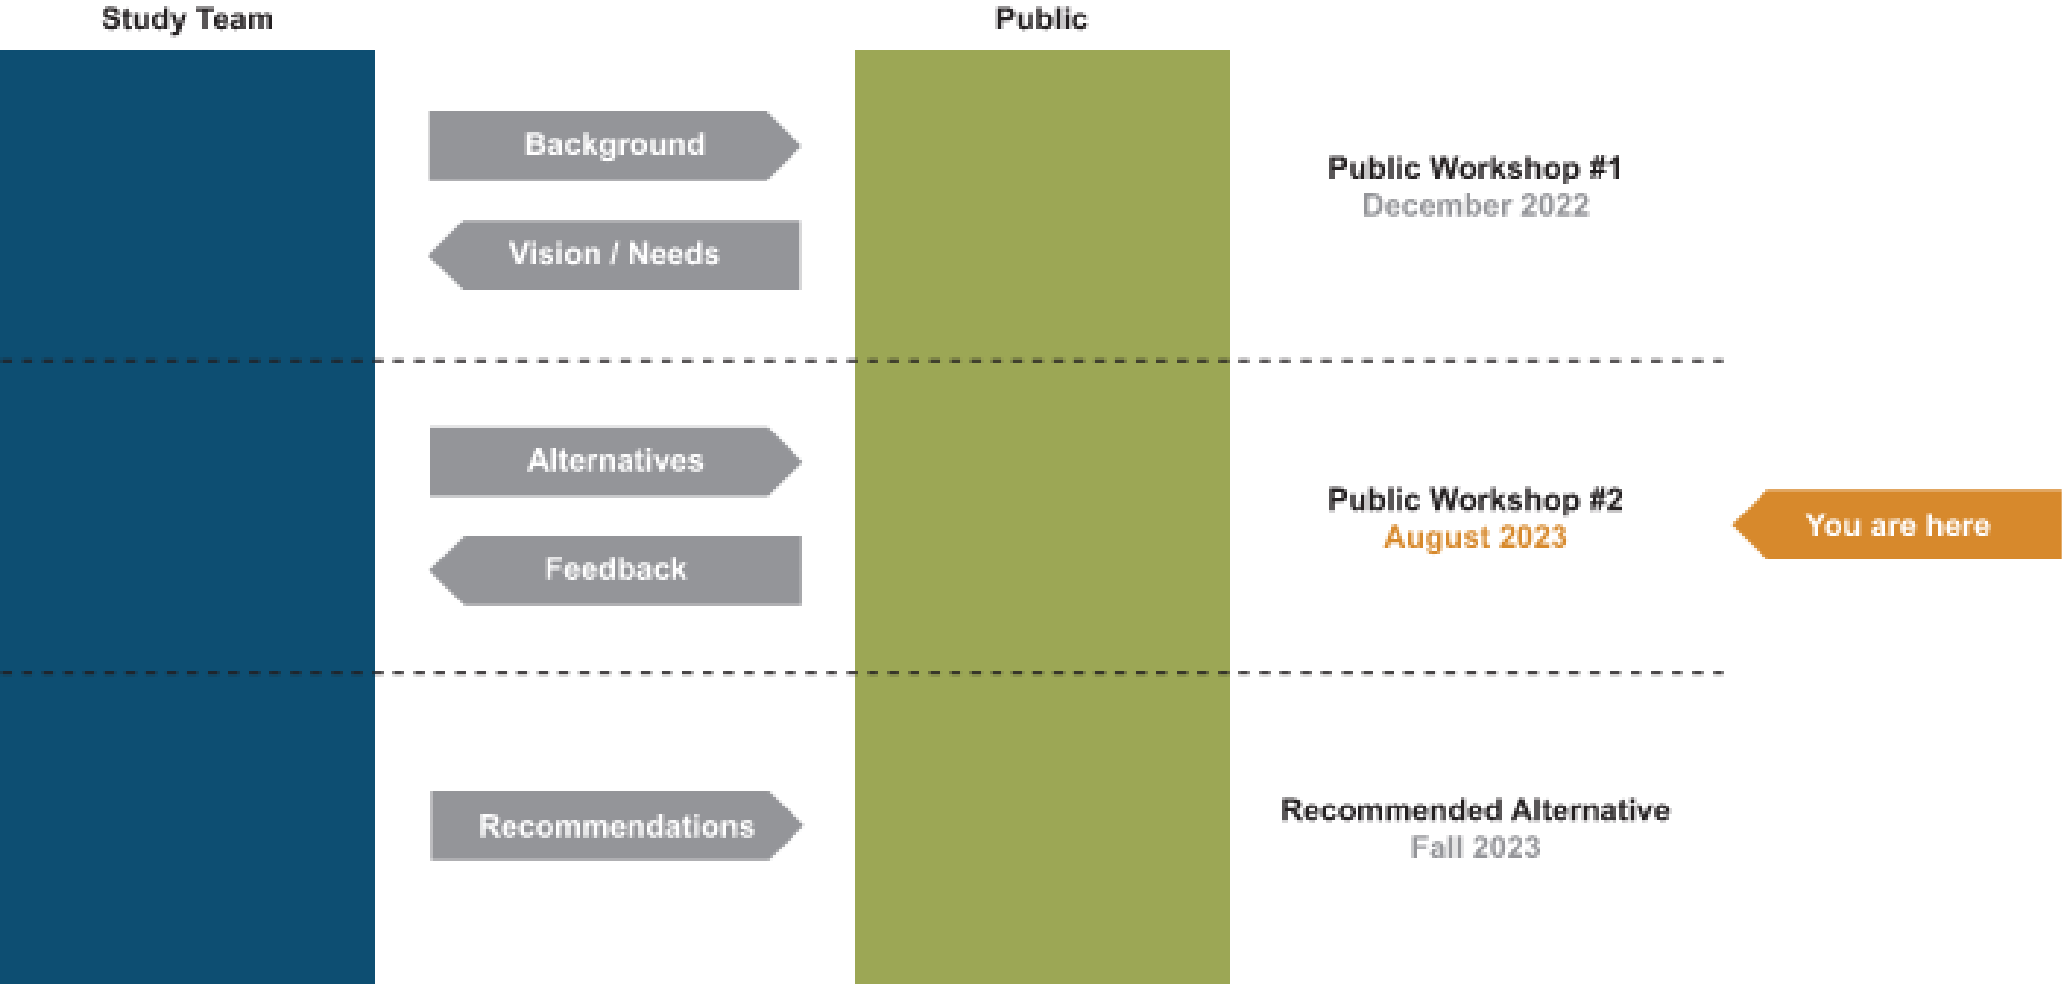 Study Team
Public
Background
Vision / Needs
Public Workshop #1
December 2022
Alternatives
Feedback
Public Workshop #2
August 2023
You are here
Recommendations
Recommended Alternative
Fall 2023